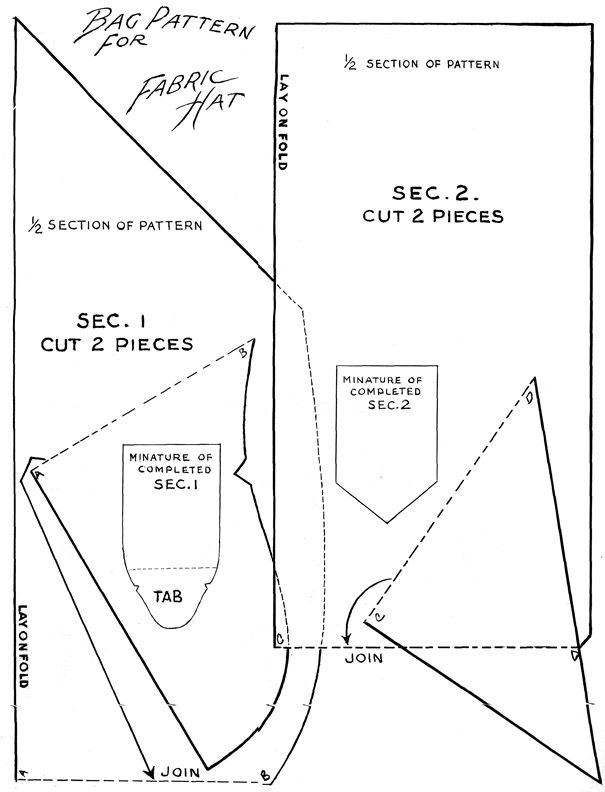 BAG PATTERN
FOR
FABRIC
HAT
1/2 SECTION OF PATTERN
SEC. 1
CUT 2 PIECES
A
B
MINATURE OF
COMPLETED
SEC.1
TAB
LAY ON FOLD
A
JOIN
B
LAY ON FOLD
1/2 SECTION OF PATTERN
SEC. 2.
CUT 2 PIECES
MINATURE OF
COMPLETED
SEC.2
D
C
C
JOIN
D